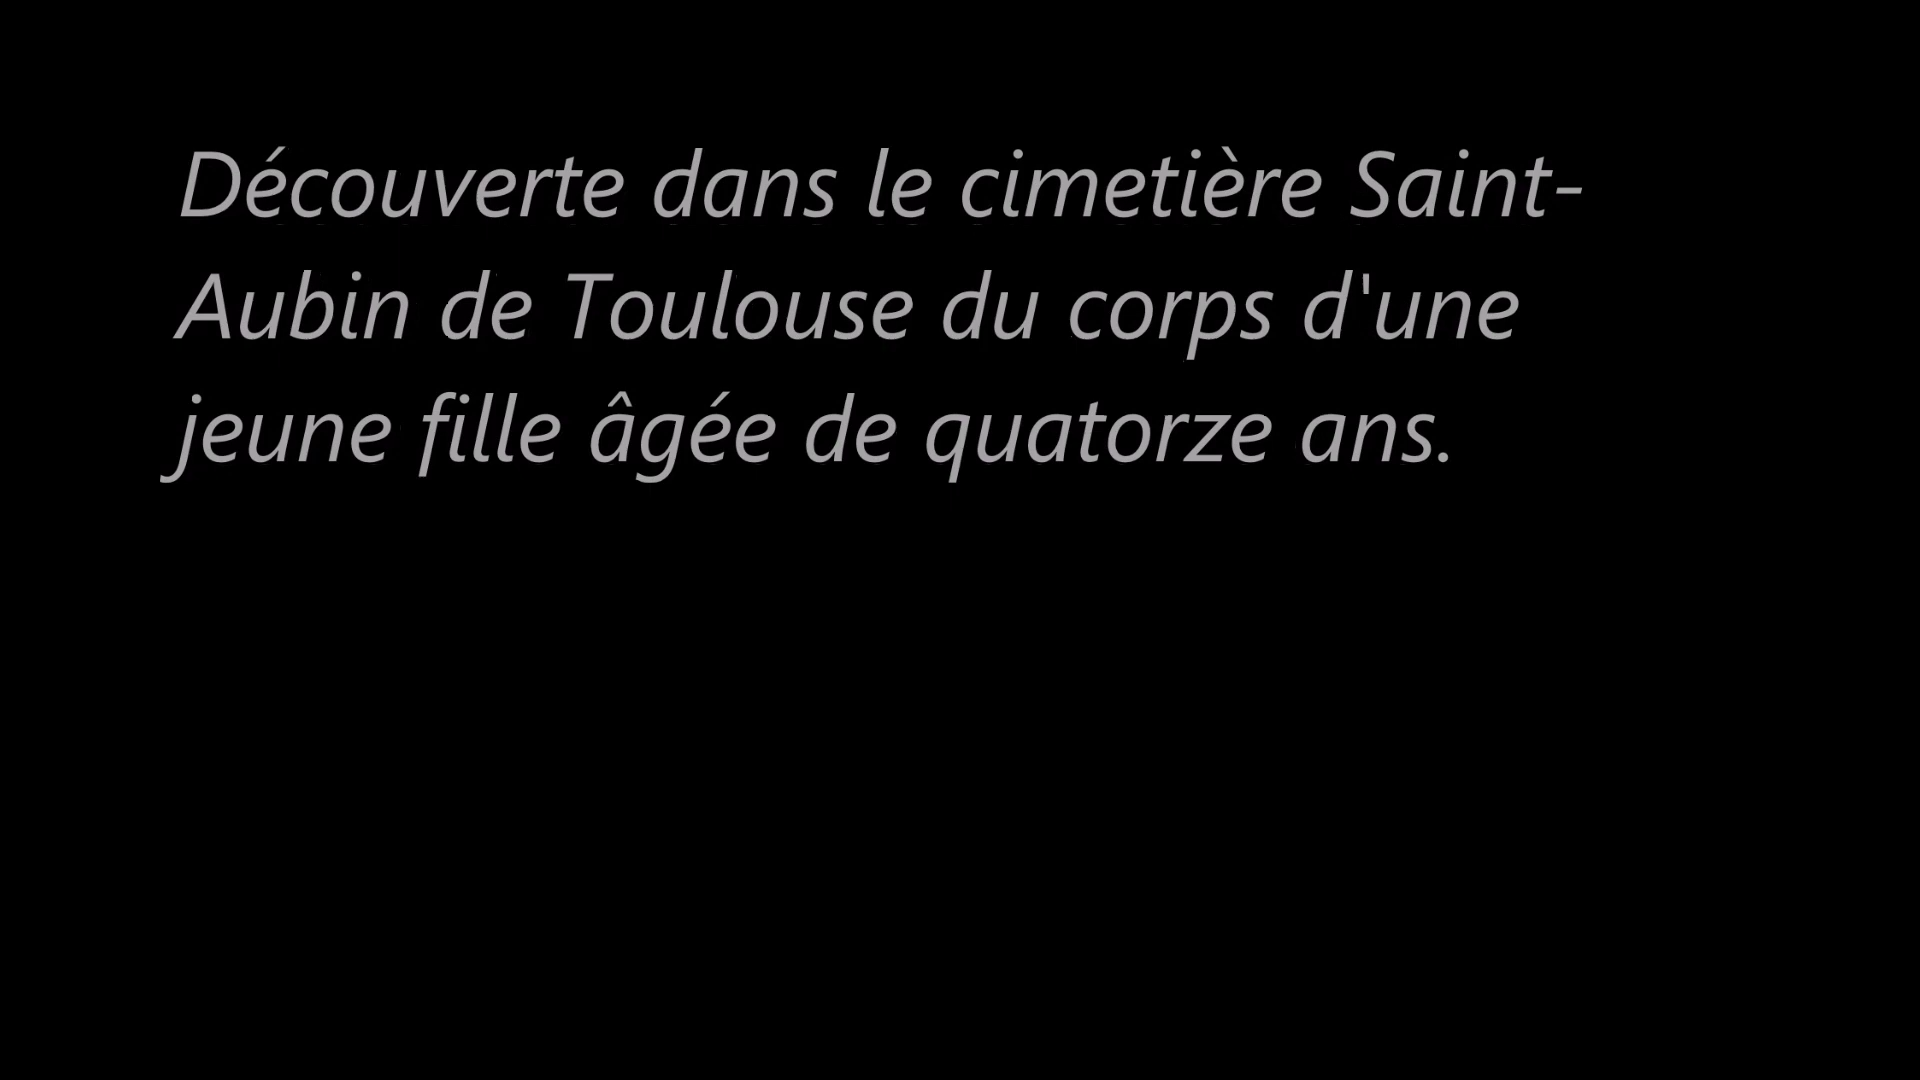 Découverte dans le cimetière Saint-
Aubin de Toulouse du corps d'une
jeune fille âgée de quatorze ans.